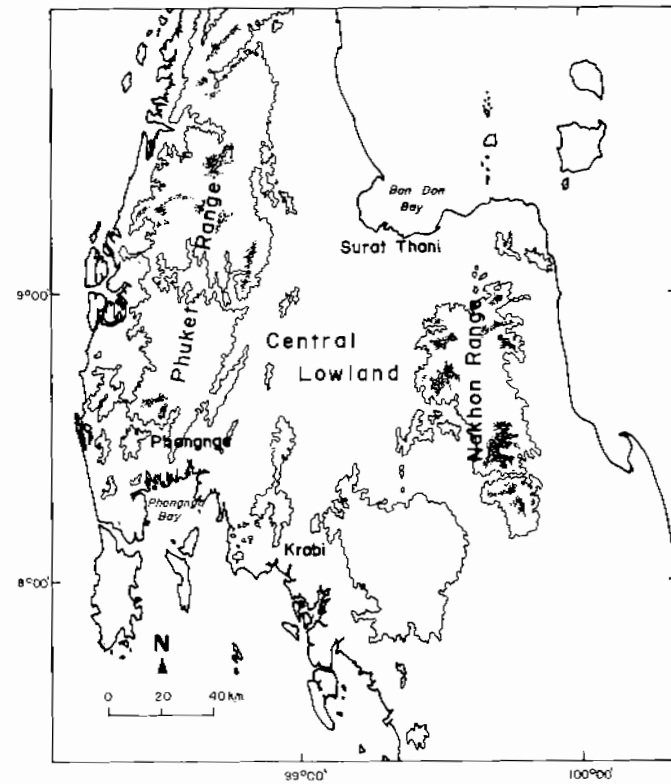 Ban Don
Bay
Surat Thani
9°00'
Phuket Range
Central
Lowland
Nakhon Range
Phangnga
Phangnga
Bay
Krabi
8°00'
N
0 20 40 km
99°00'
100°00'